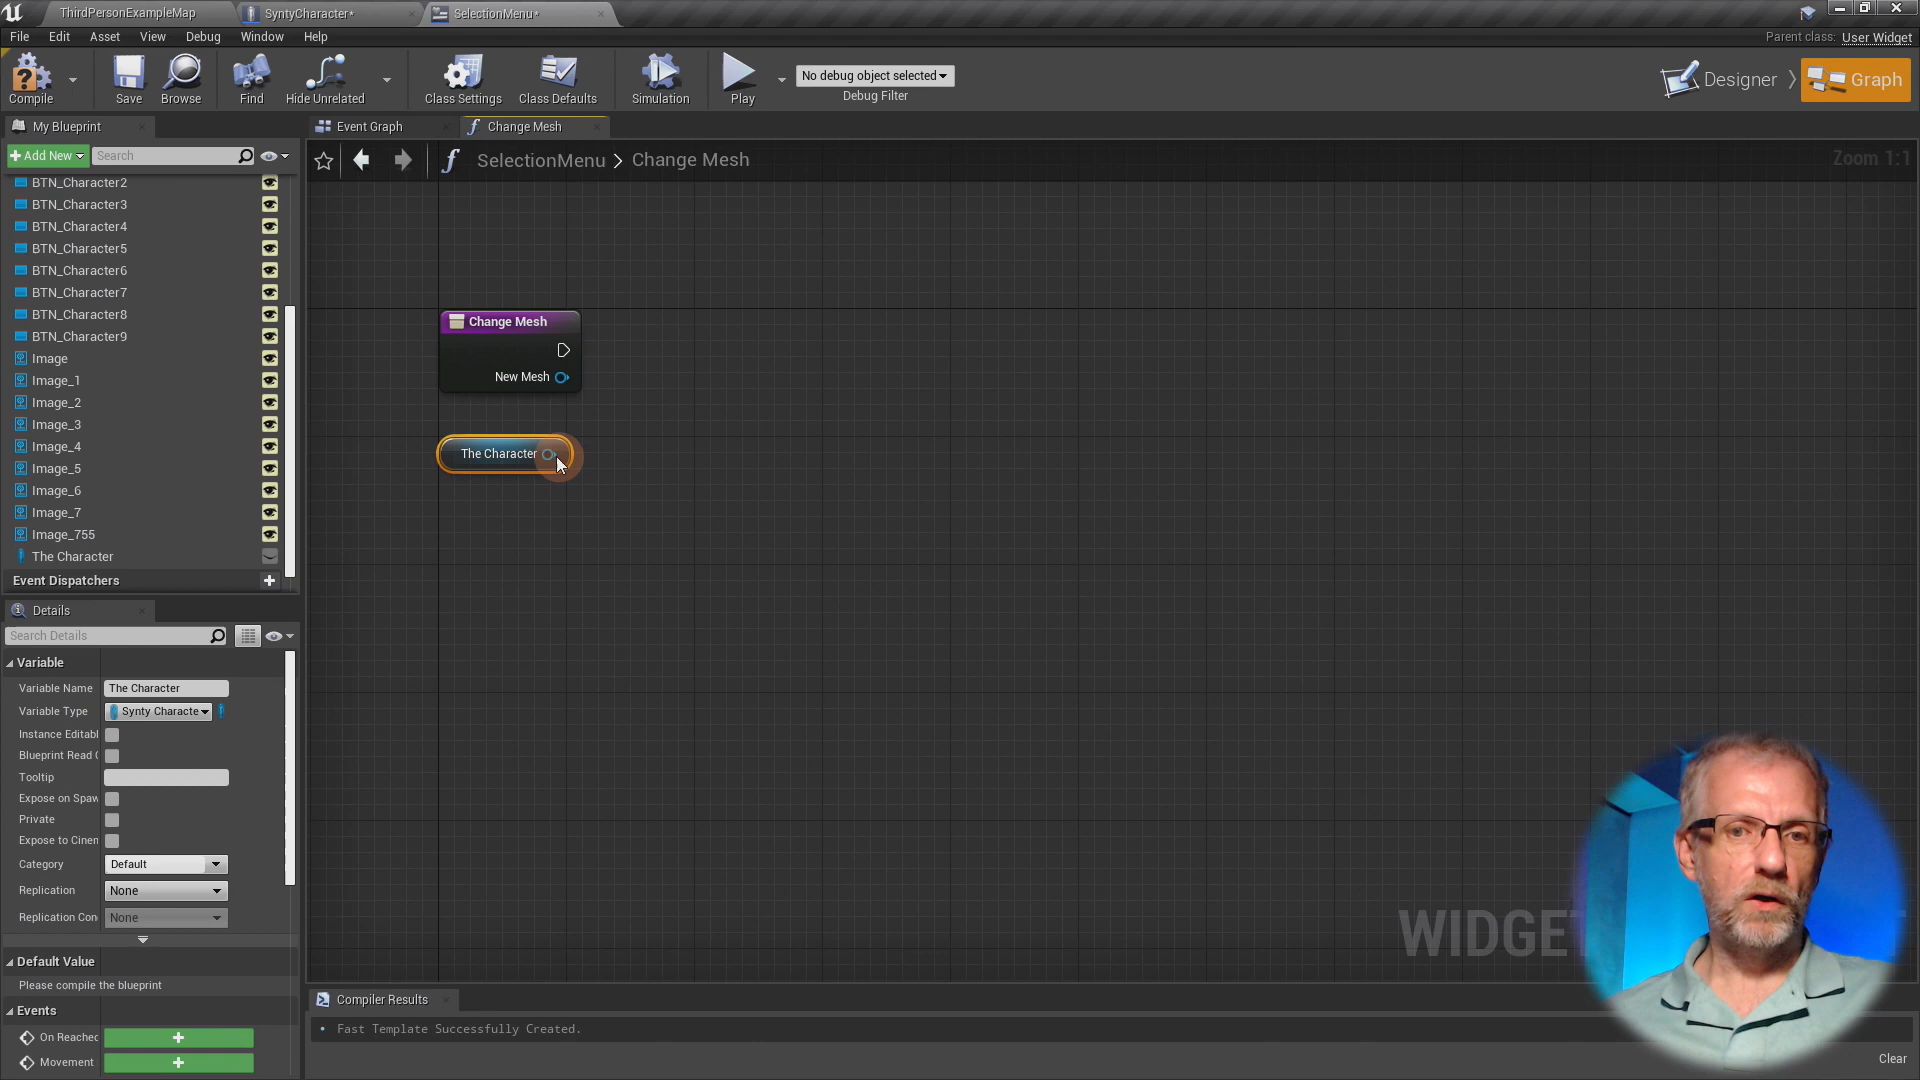 ThirdPersonExampleMap
SyntyCharacter*
SelectionMenu*
File
Edit
Asset
View
Debug
Window
Help
Parent class:
User Widget
Compile
Save
Browse
Find
Hide Unrelated
Class Settings
Class Defaults
Simulation
Play
No debug object selected
Debug Filter
Designer
Graph
My Blueprint
Event Graph
Change Mesh
Add New
Search
SelectionMenu > Change Mesh
Zoom 1:1
BTN_Character2
BTN_Character3
BTN_Character4
BTN_Character5
BTN_Character6
BTN_Character7
BTN_Character8
BTN_Character9
Image
Image_1
Image_2
Image_3
Image_4
Image_5
Image_6
Image_7
Image_755
The Character
Event Dispatchers
Change Mesh
New Mesh
The Character
Details
Search Details
Variable
Variable Name
The Character
Variable Type
Synty Characte
Instance Editabl
Blueprint Read
Tooltip
Expose on Spaw
Private
Expose to Cinen
Category
Default
Replication
None
Replication Con
None
Default Value
Please compile the blueprint
Events
On Reached
Movement
WIDGE
Compiler Results
Fast Template Successfully Created.
Clear